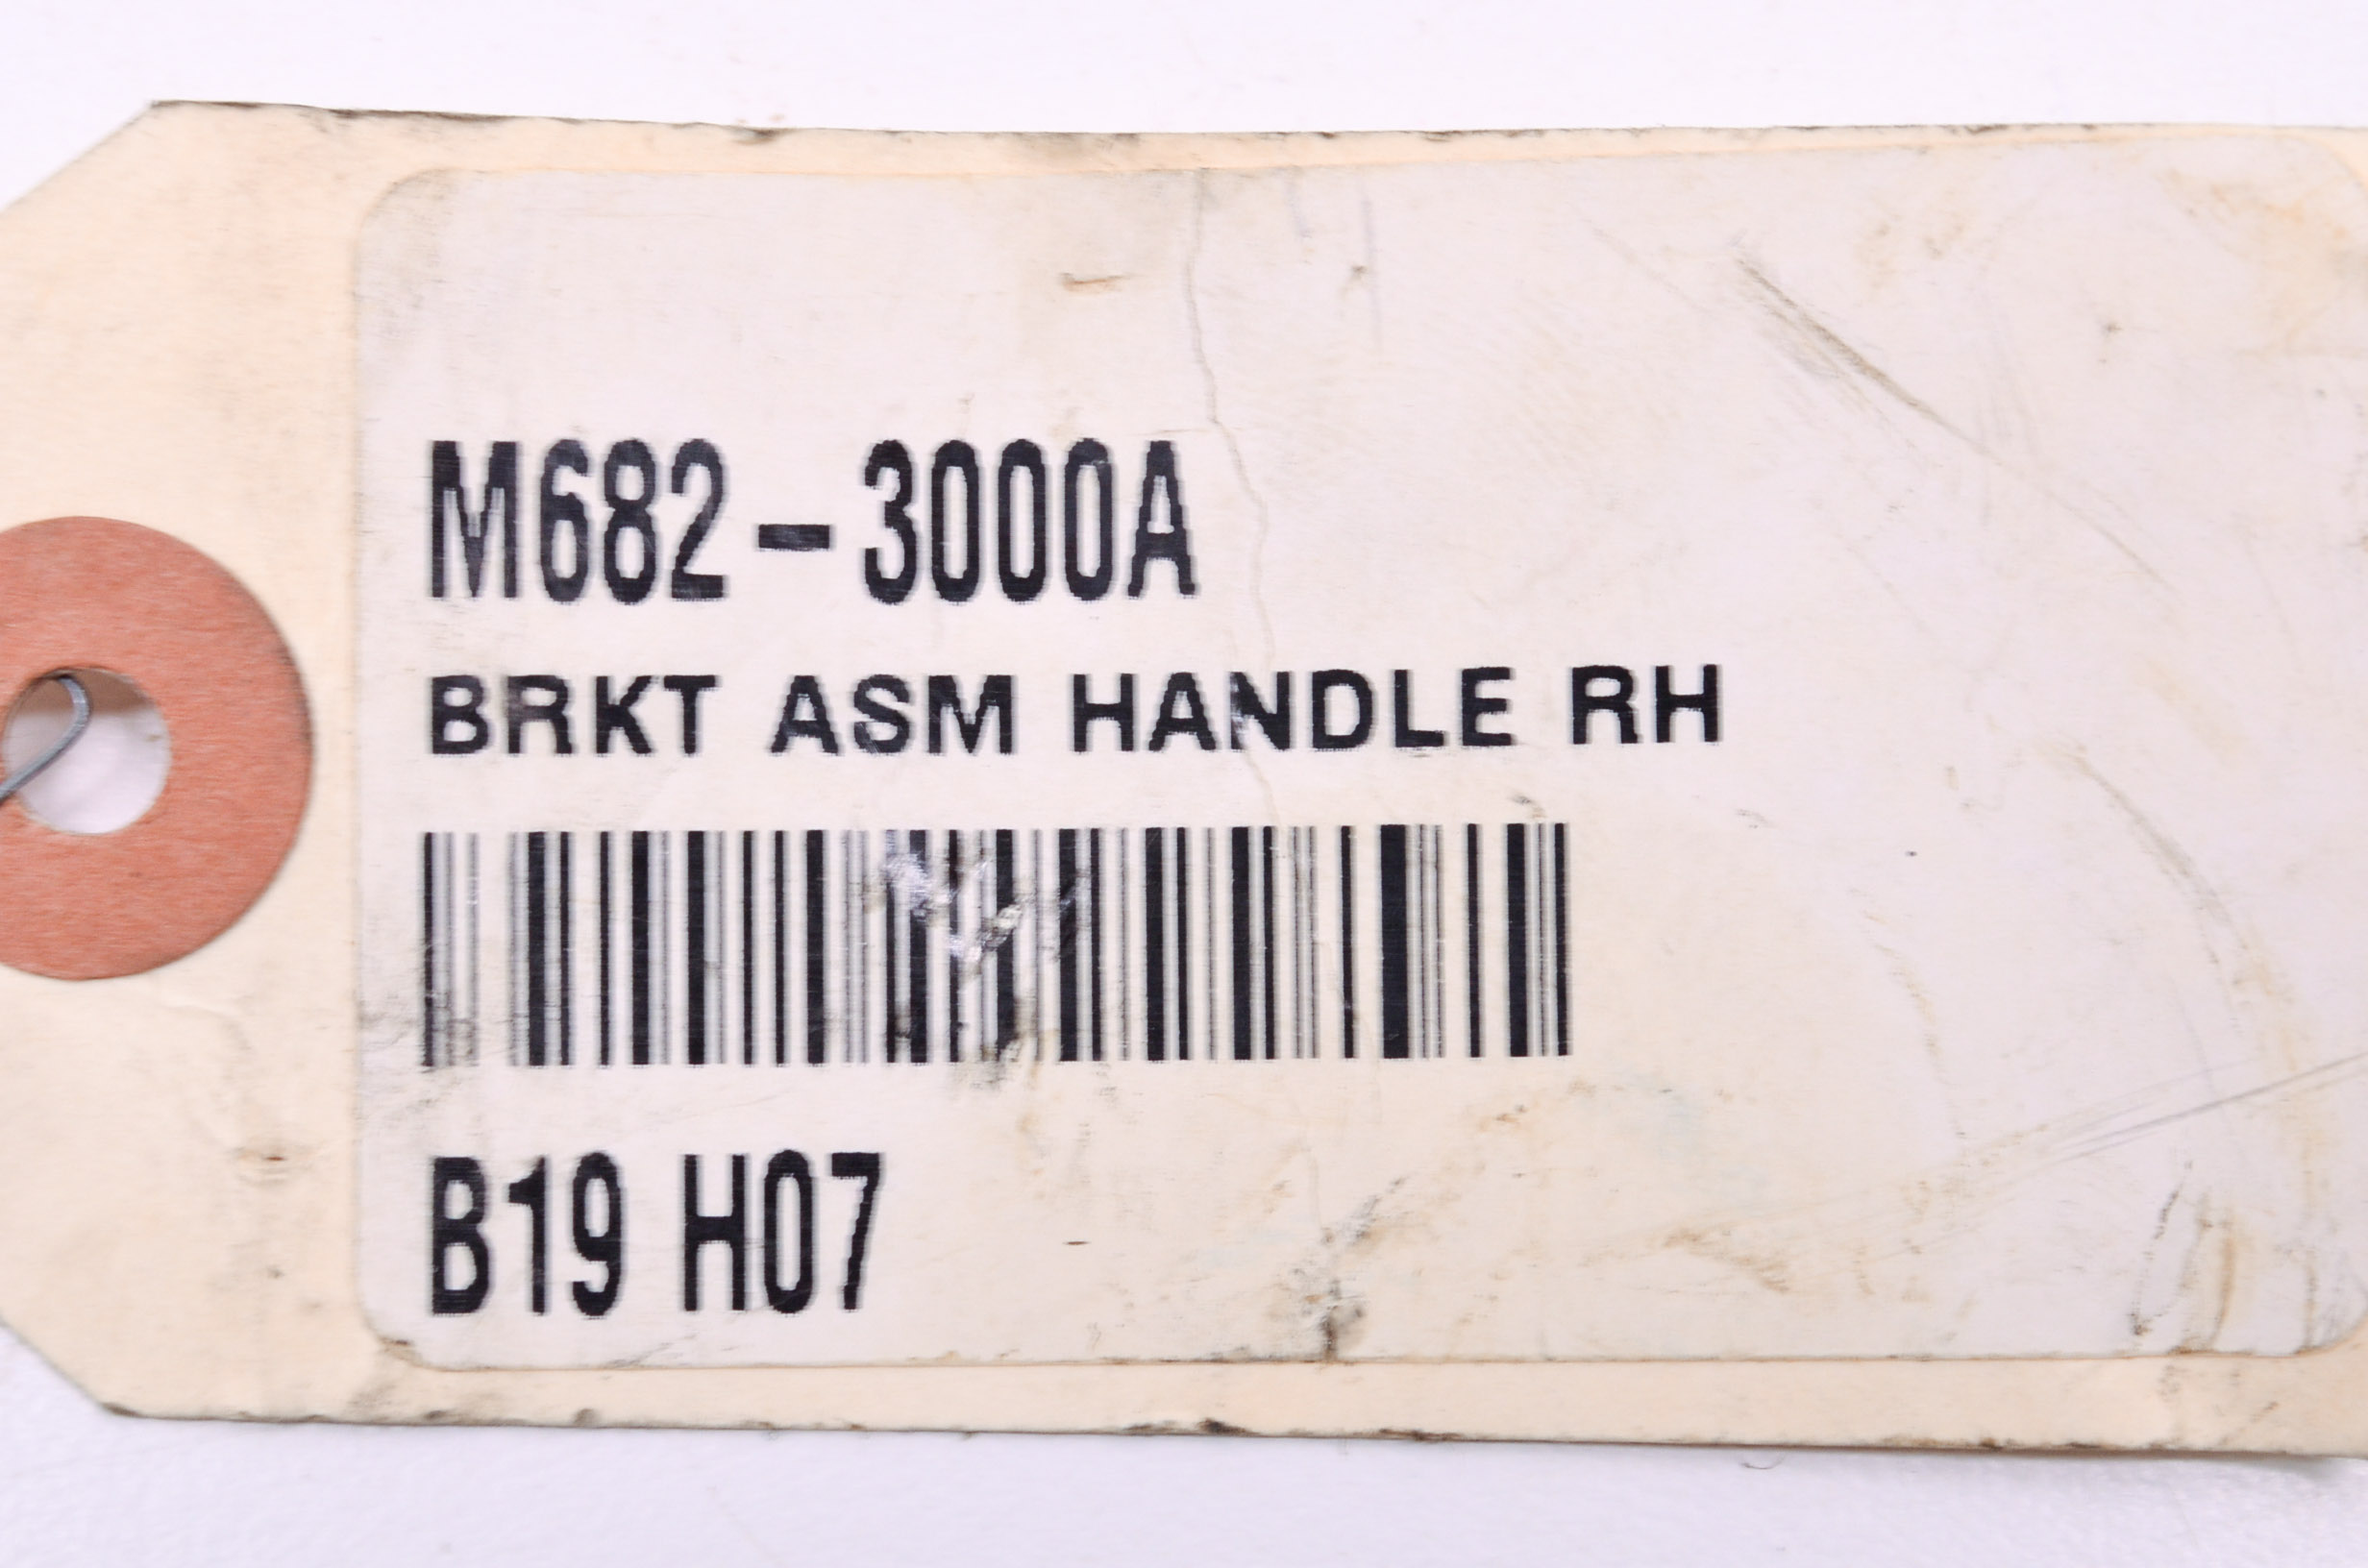 M682-3000A
BRKT ASM HANDLE RH
B19 H07